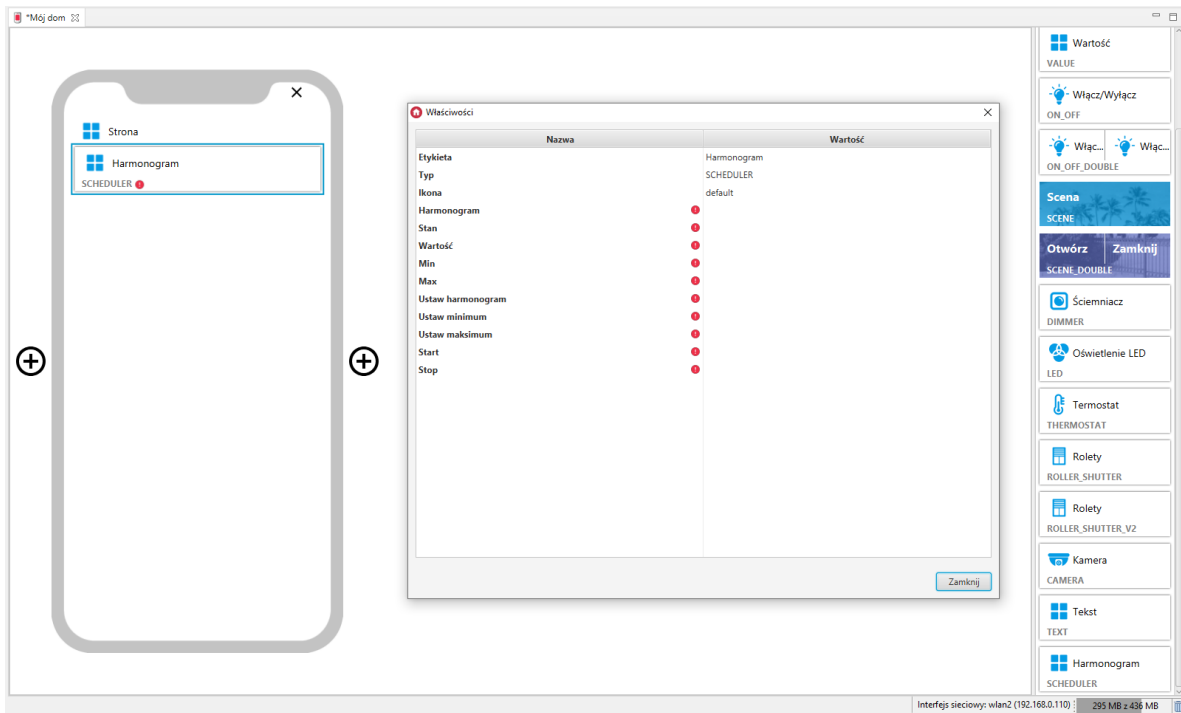 *Mój dom
Strona
Harmonogram
SCHEDULER
Właściwości
Nazwa Wartość
Etykieta Harmonogram
Typ SCHEDULER
Ikona default
Harmonogram
Stan
Wartość
Min
Max
Ustaw harmonogram
Ustaw minimum
Ustaw maksimum
Start
Stop
Zamknij
Wartość
VALUE
Włącz/Wyłącz
ON_OFF
Włąc... Włąc...
ON_OFF_DOUBLE
Scena
SCENE
Otwórz Zamknij
SCENE_DOUBLE
Ściemniacz
DIMMER
Oświetlenie LED
LED
Termostat
THERMOSTAT
Rolety
ROLLER_SHUTTER
Rolety
ROLLER_SHUTTER_V2
Kamera
CAMERA
Tekst
TEXT
Harmonogram
SCHEDULER
Interfejs sieciowy: wlan2 (192.168.0.110) 295 MB z 436 MB